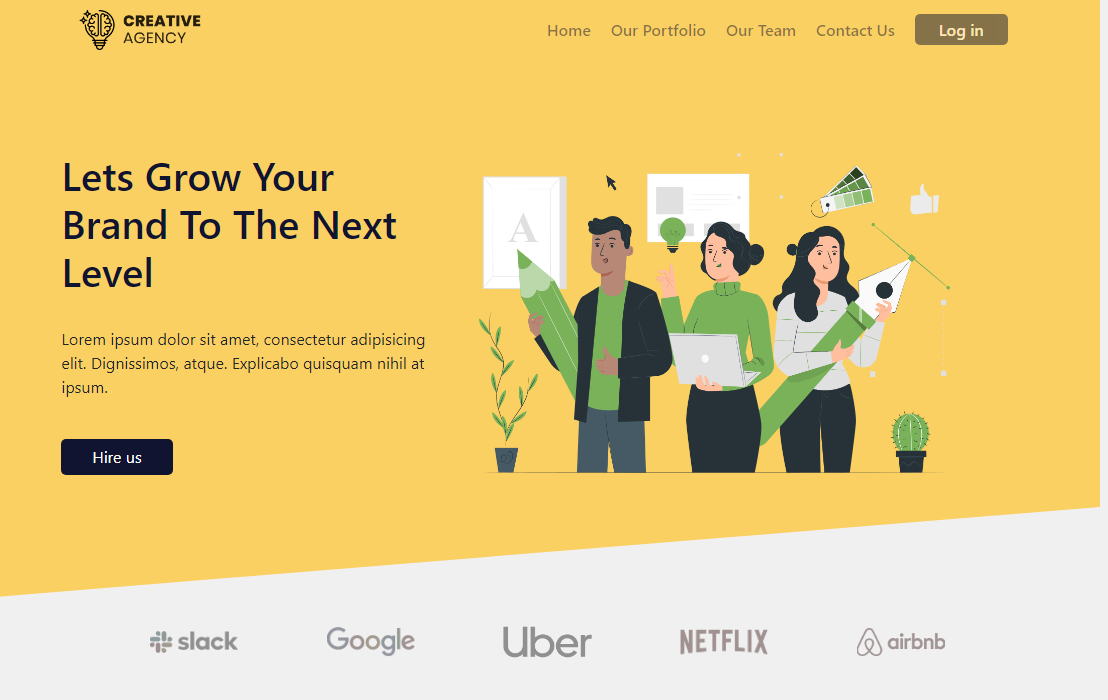 CREATIVE
AGENCY
Home Our Portfolio Our Team Contact Us Log in
Lets Grow Your
Brand To The Next
Level
A
Lorem ipsum dolor sit amet, consectetur adipisicing
elit. Dignissimos, atque. Explicabo quisquam nihil at
ipsum.
Hire us
slack Google Uber NETFLIX airbnb